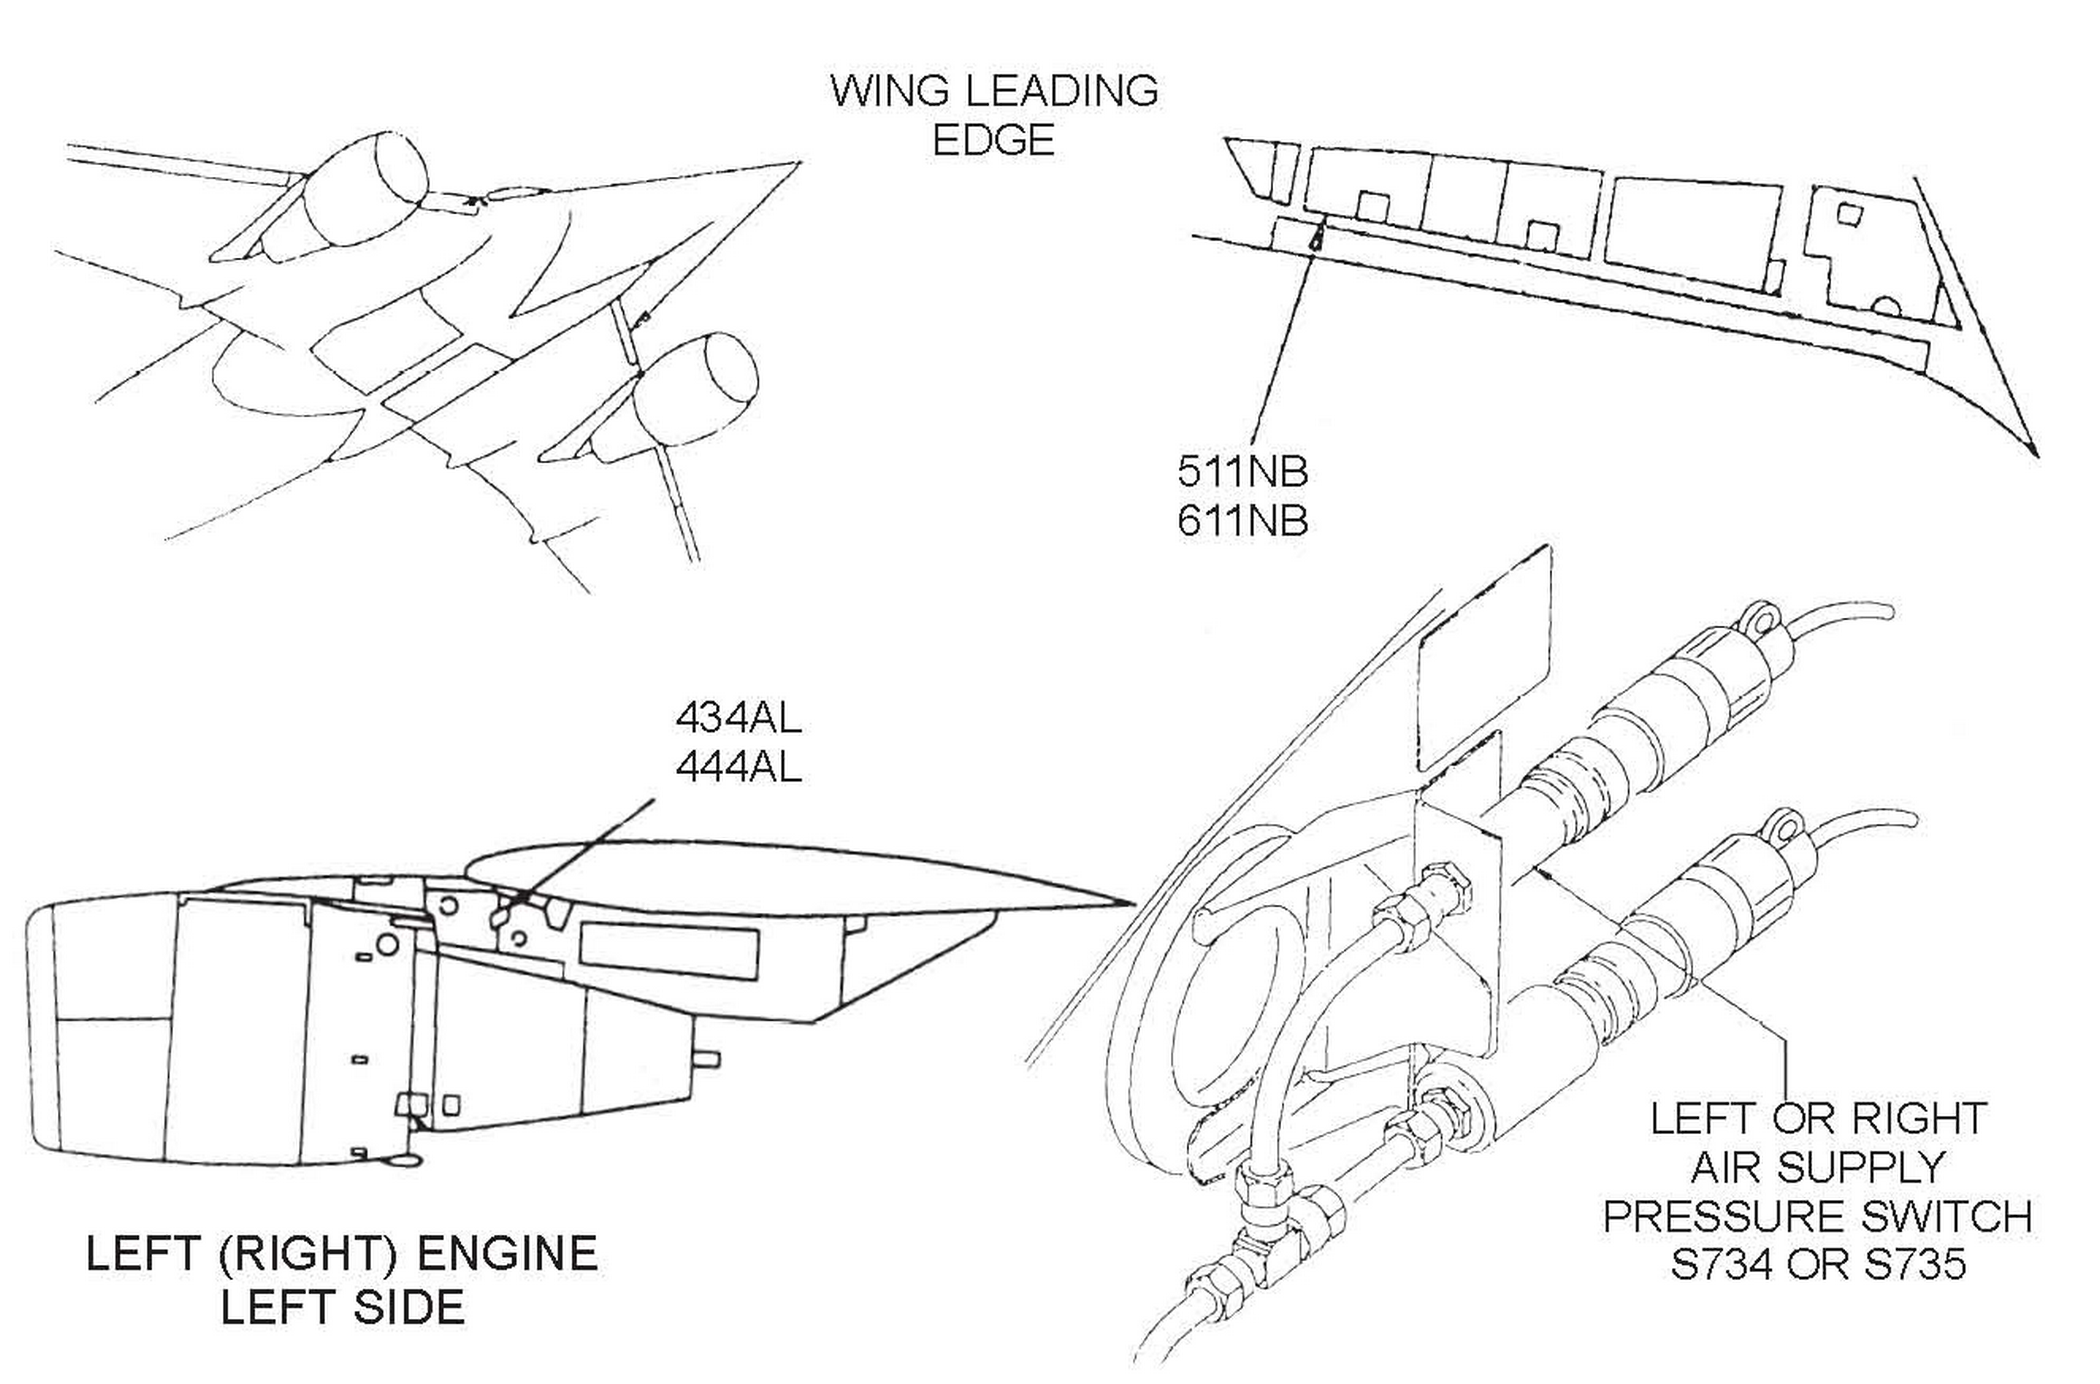 WING LEADING
EDGE
511NB
611NB
434AL
444AL
LEFT (RIGHT) ENGINE
LEFT SIDE
LEFT OR RIGHT
AIR SUPPLY
PRESSURE SWITCH
S734 OR S735